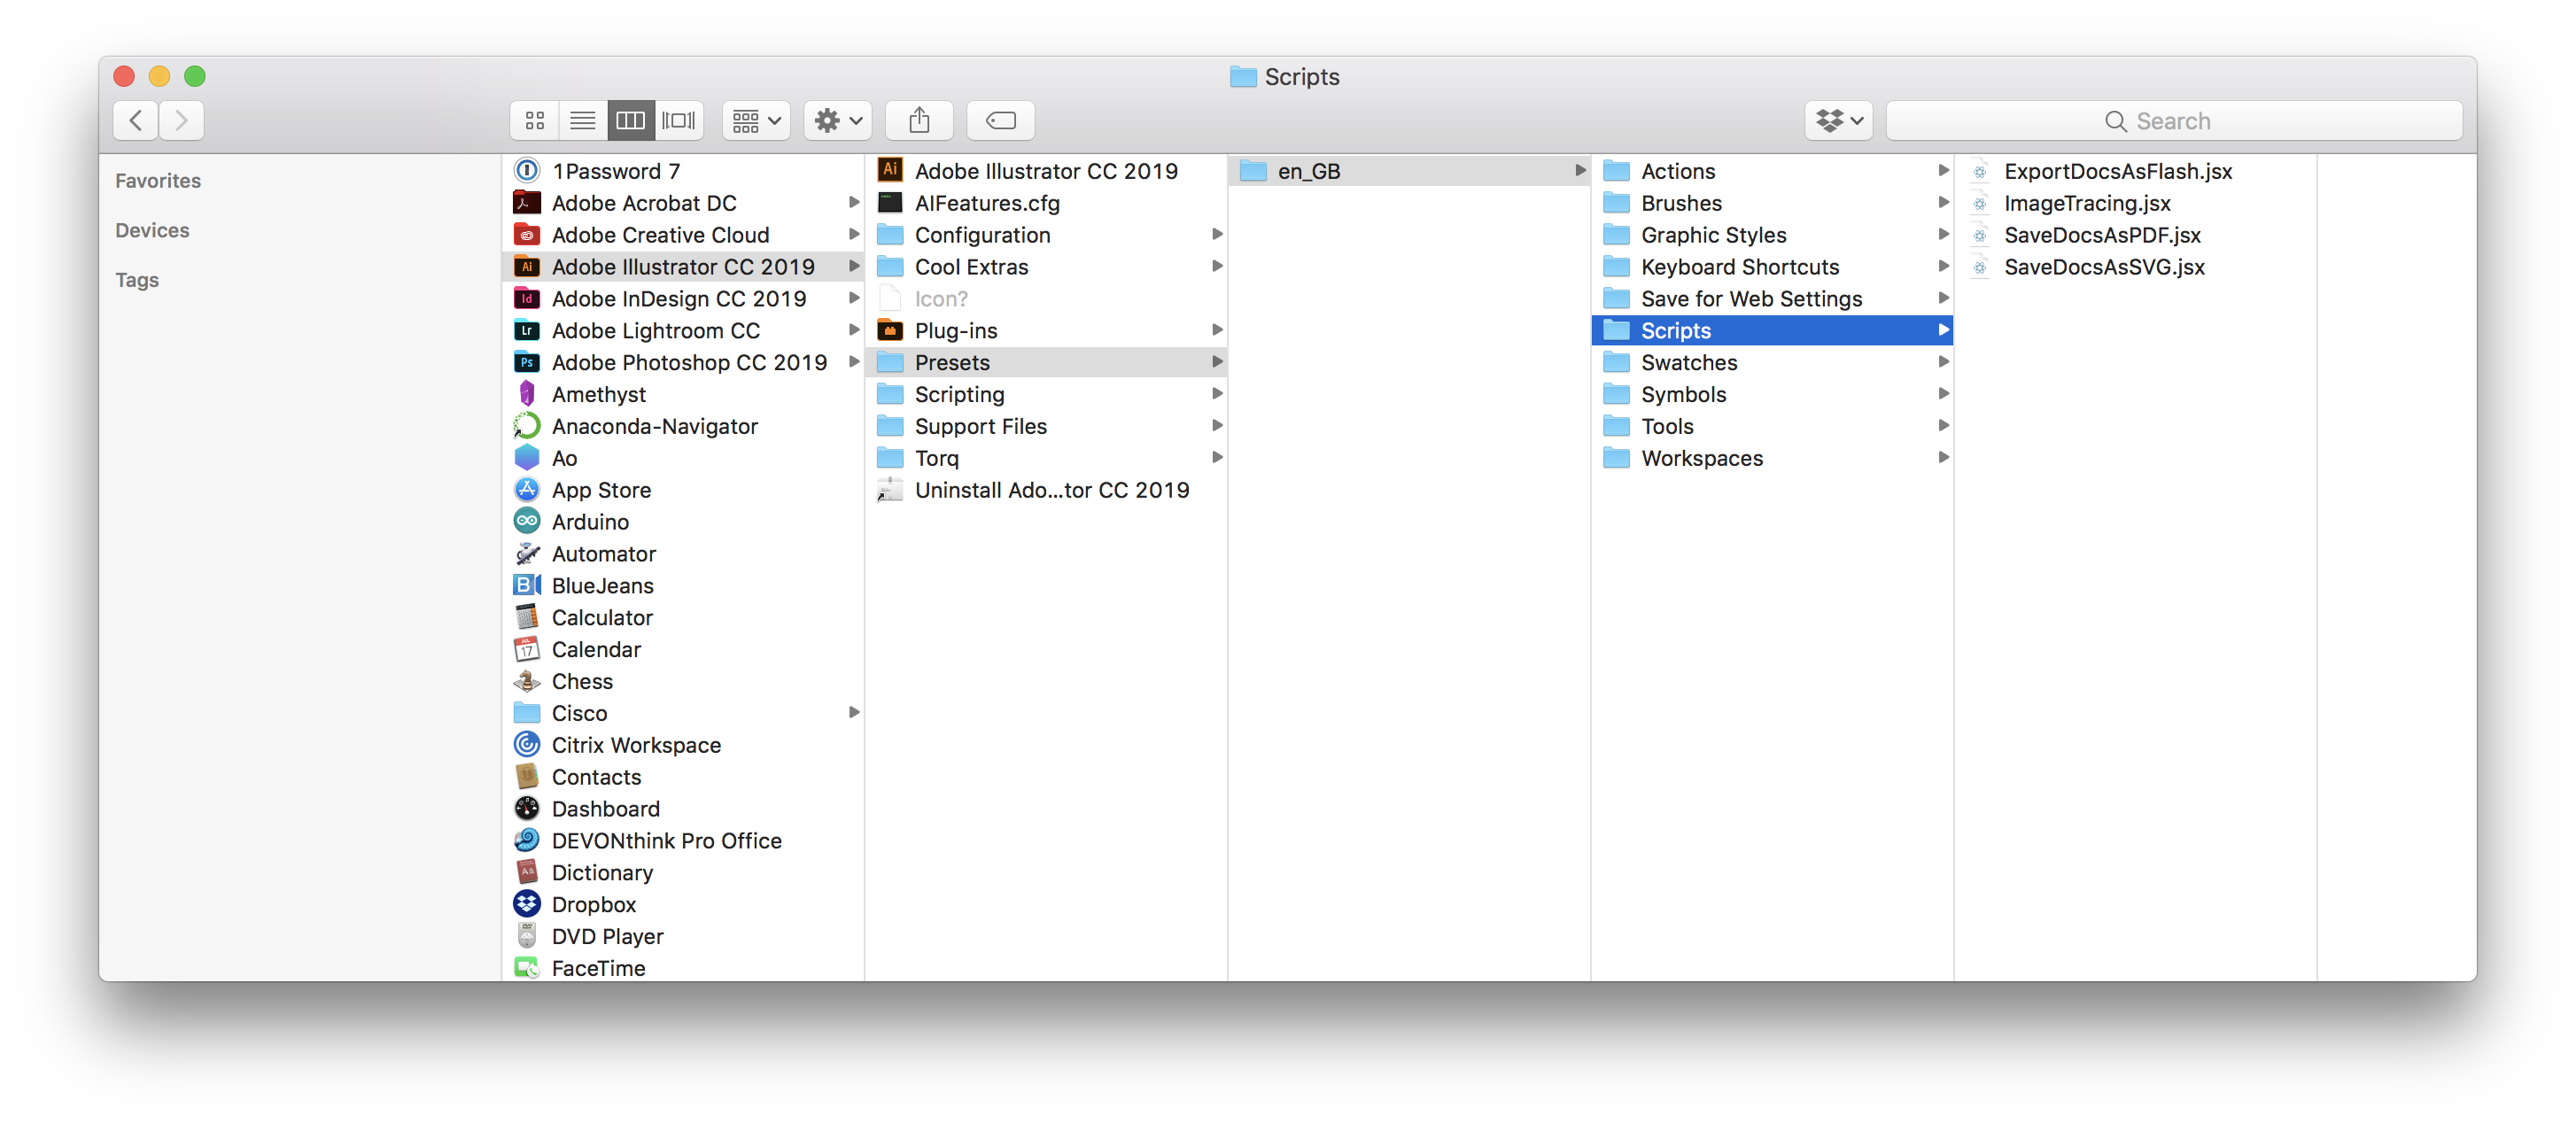 Scripts
Search
Favorites
Devices
Tags
1Password 7
Adobe Acrobat DC
Adobe Creative Cloud
Adobe Illustrator CC 2019
Adobe InDesign CC 2019
Adobe Lightroom CC
Adobe Photoshop CC 2019
Amethyst
Anaconda-Navigator
Ao
App Store
Arduino
Automator
BlueJeans
Calculator
Calendar
Chess
Cisco
Citrix Workspace
Contacts
Dashboard
DEVONthink Pro Office
Dictionary
Dropbox
DVD Player
FaceTime
Adobe Illustrator CC 2019
AIFeatures.cfg
Configuration
Cool Extras
Icon?
Plug-ins
Presets
Scripting
Support Files
Torq
Uninstall Ado...tor CC 2019
en_GB
Actions
Brushes
Graphic Styles
Keyboard Shortcuts
Save for Web Settings
Scripts
Swatches
Symbols
Tools
Workspaces
ExportDocsAsFlash.jsx
ImageTracing.jsx
SaveDocsAsPDF.jsx
SaveDocsAsSVG.jsx